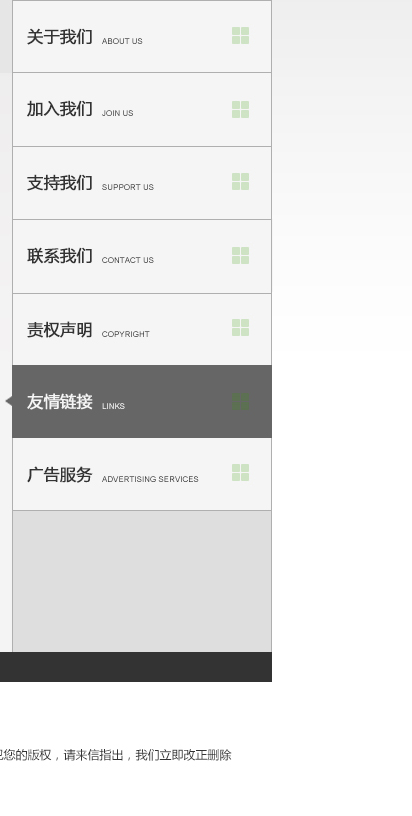 关于我们 ABOUT US
加入我们 JOIN US
支持我们 SUPPORT US
联系我们 CONTACT US
责权声明 COPYRIGHT
友情链接 LINKS
广告服务 ADVERTISING SERVICES
您的版权，请来信指出，我们立即改正删除